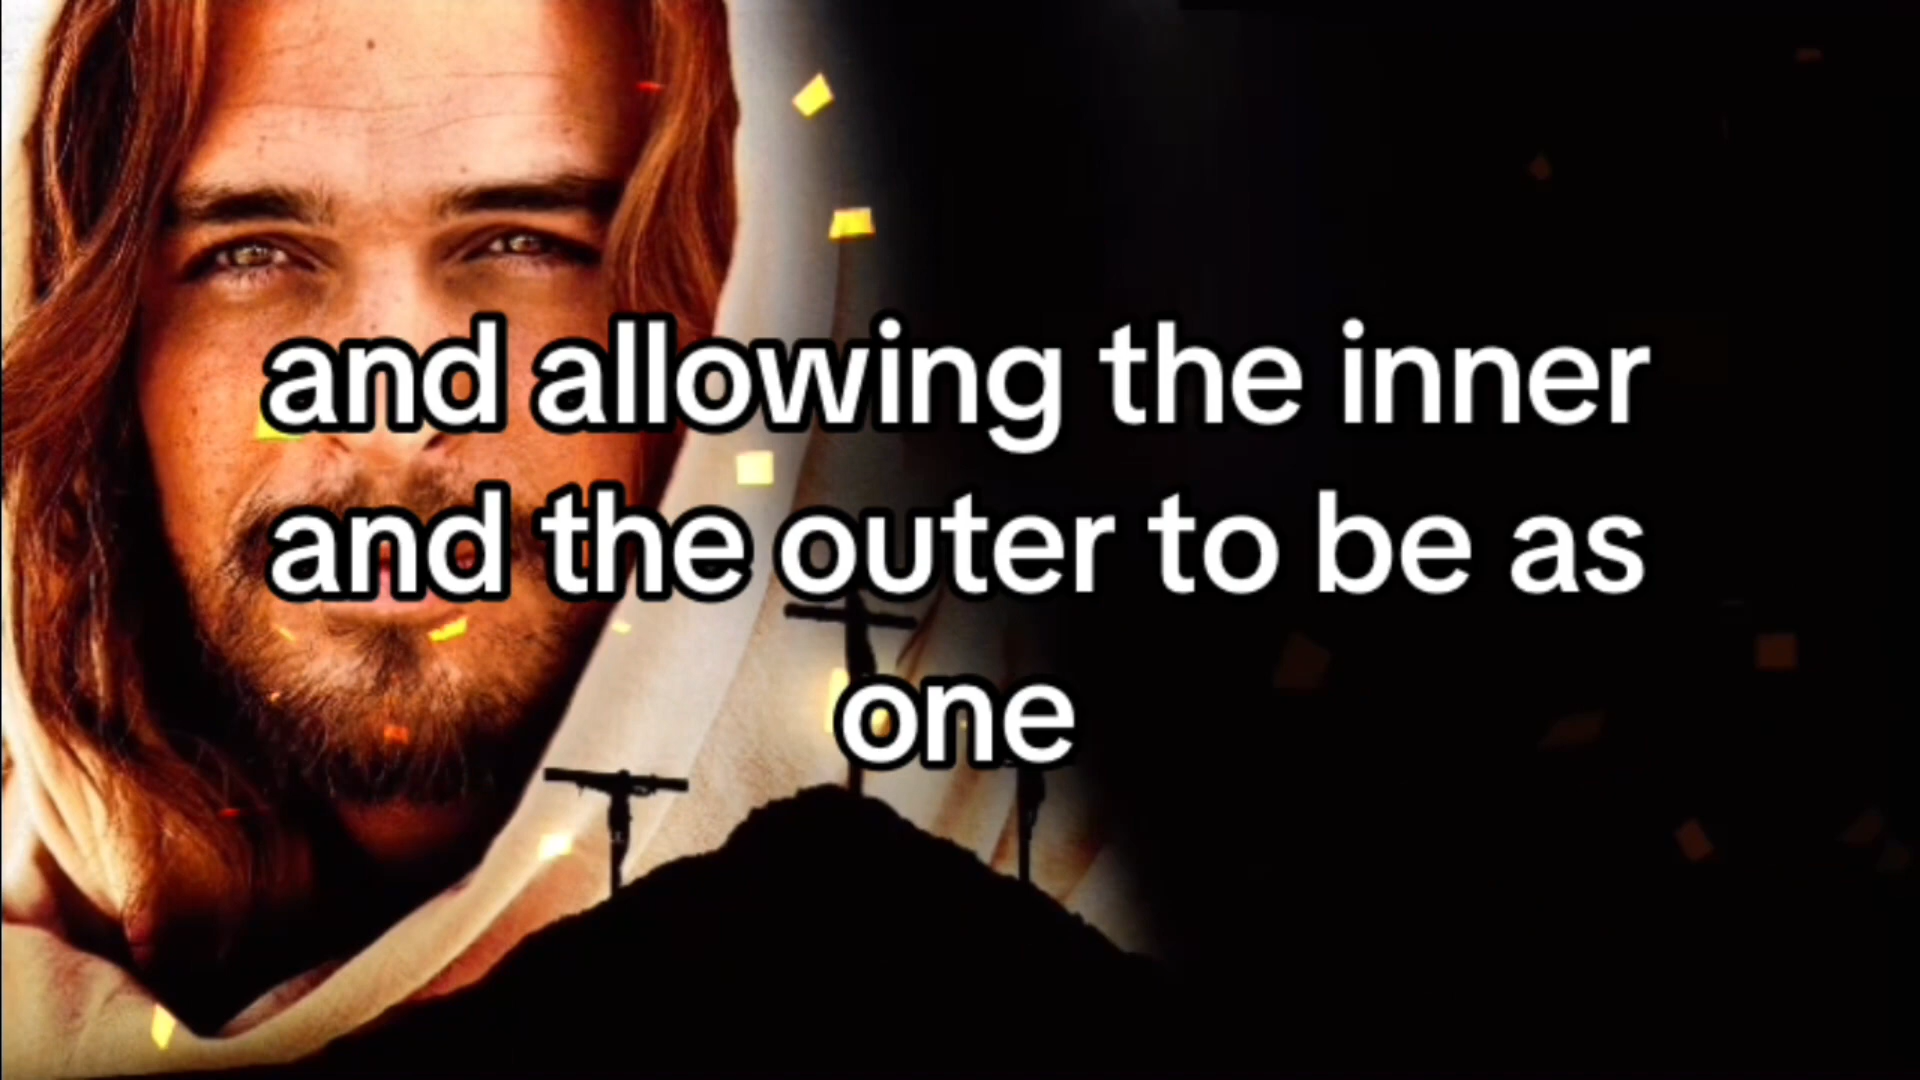 and allowing the inner
and the outer to be as
one